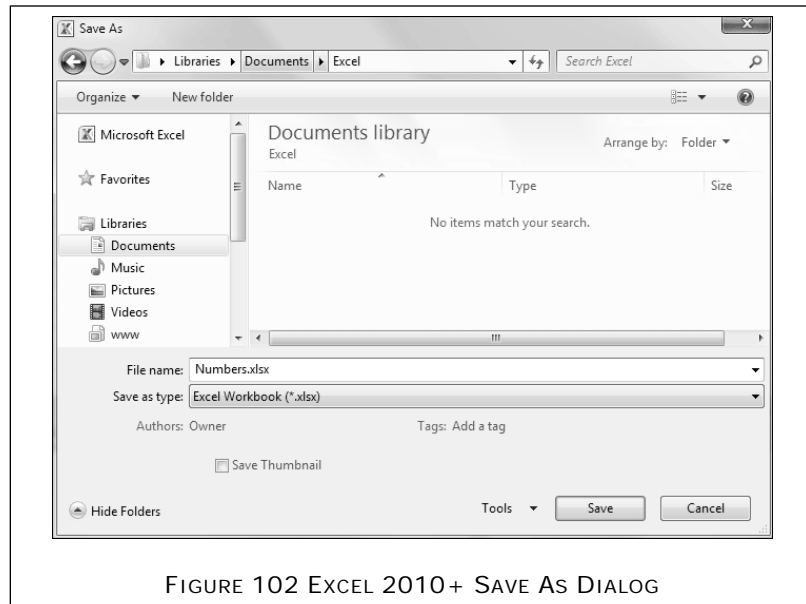 Save As
Libraries Documents Excel
Search Excel
Organize New folder
Microsoft Excel
Favorites
Libraries
Documents
Music
Pictures
Videos
www
Documents library
Excel
Arrange by: Folder
Name Type Size
No items match your search.
File name: Numbers.xlsx
Save as type: Excel Workbook (*.xlsx)
Authors: Owner Tags: Add a tag
Save Thumbnail
Hide Folders Tools Save Cancel
FIGURE 102 EXCEL 2010+ SAVE AS DIALOG